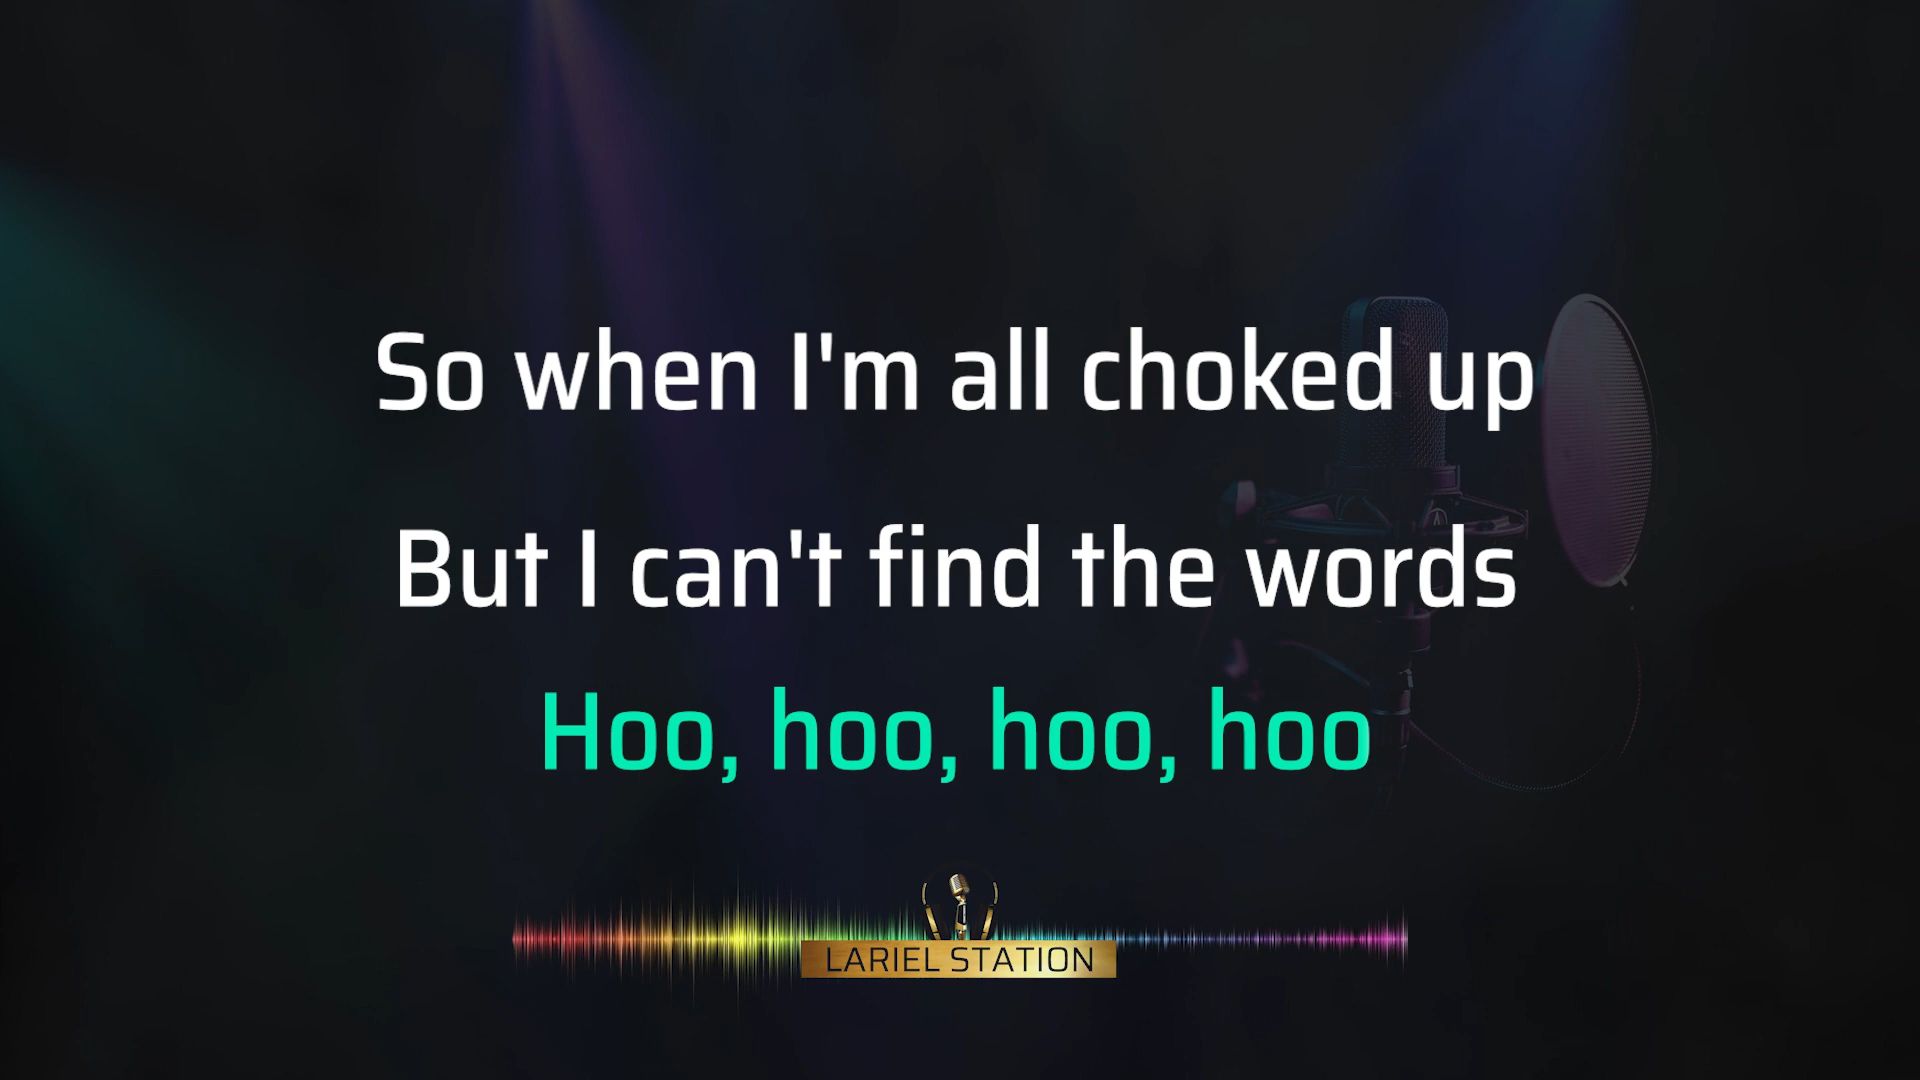 So when I'm all choked up
But I can't find the words
Hoo, hoo, hoo, hoo
LARIEL STATION